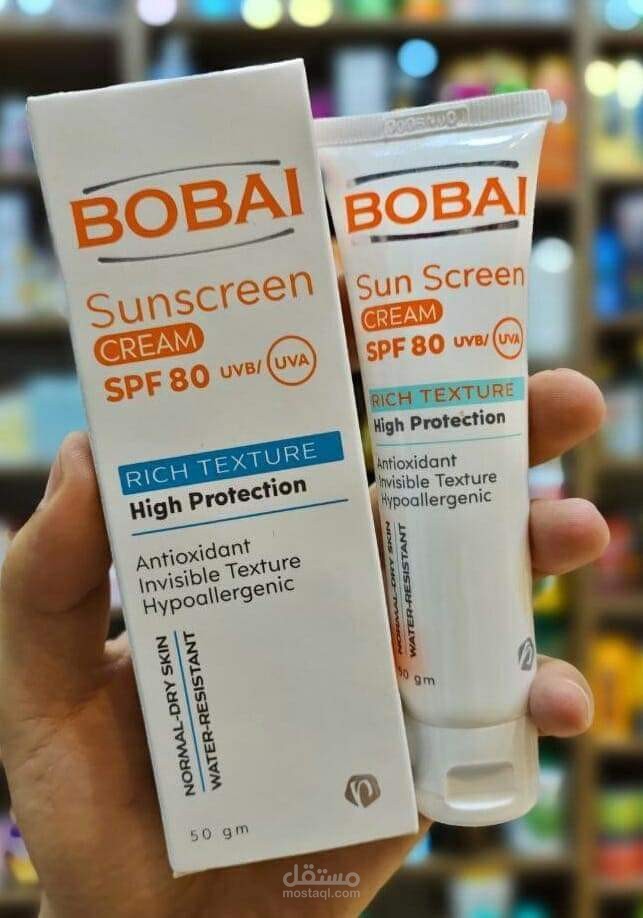 BOBAI
Sunscreen
CREAM
SPF 80 UVB/ UVA
RICH TEXTURE
High Protection
Antioxidant
Invisible Texture
Hypoallergenic
NORMAL-DRY SKIN
WATER-RESISTANT
50 gm
BOBAI
Sun Screen
CREAM
SPF 80 UVB/ UVA
RICH TEXTURE
High Protection
Antioxidant
Invisible Texture
Hypoallergenic
NORMAL-DRY SKIN
WATER-RESISTANT
50 gm
مستقل
mostaql.com